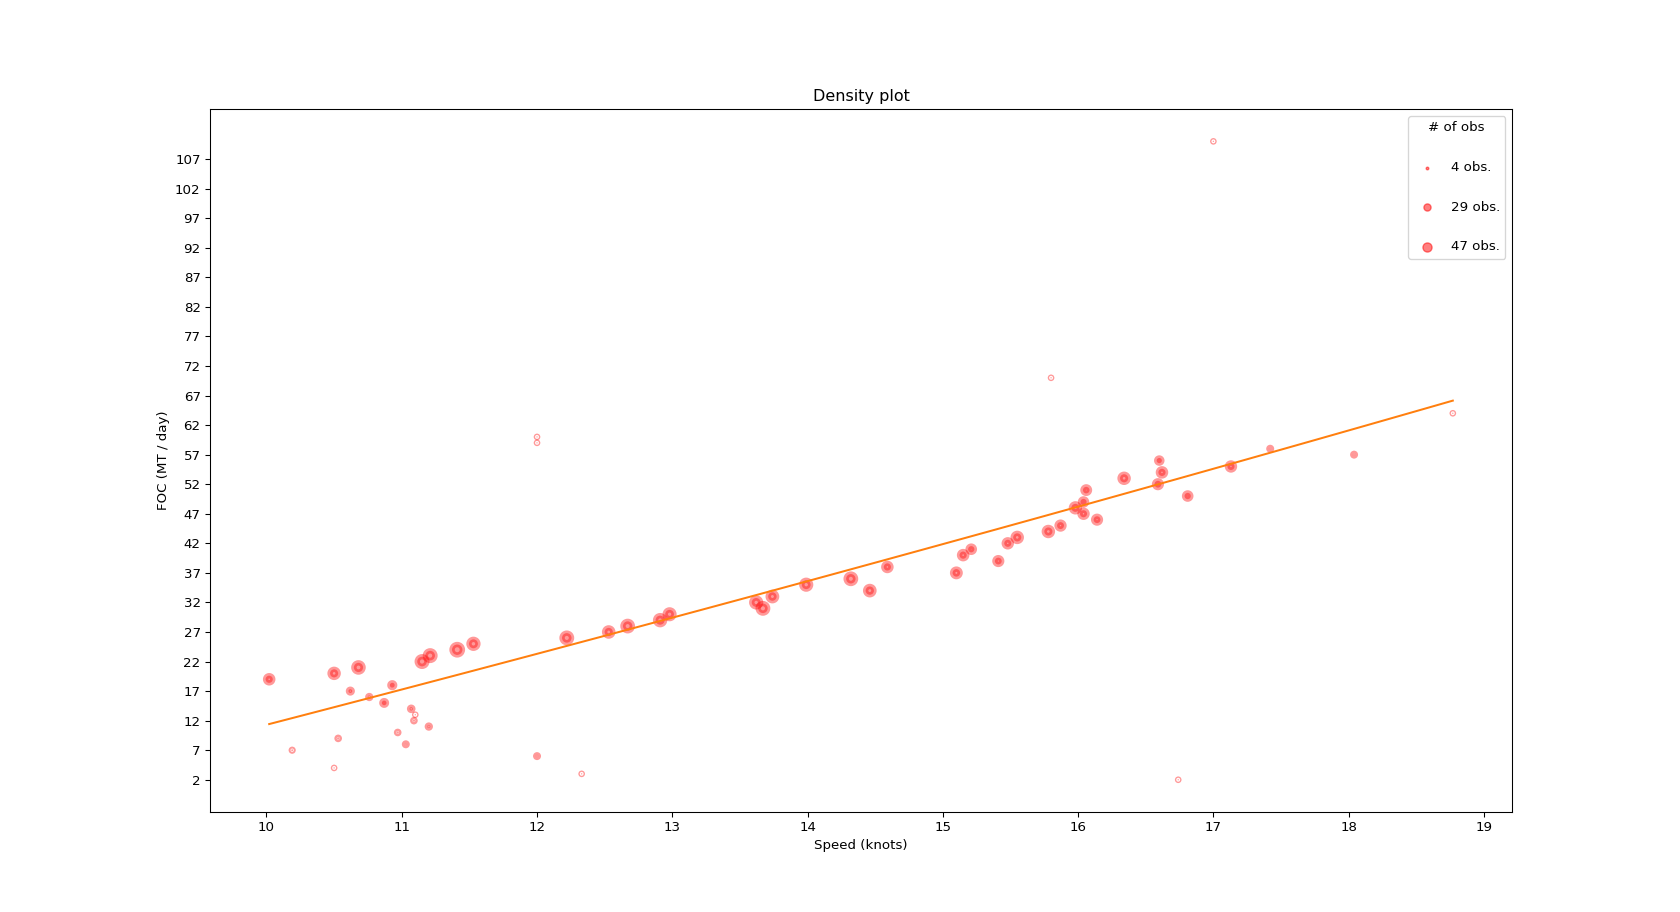 Density plot
# of obs
4 obs.
29 obs.
47 obs.
107
102
97
92
87
82
77
72
67
62
57
52
47
42
37
32
27
22
17
12
7
2
FOC (MT / day)
10 11 12 13 14 15 16 17 18 19
Speed (knots)